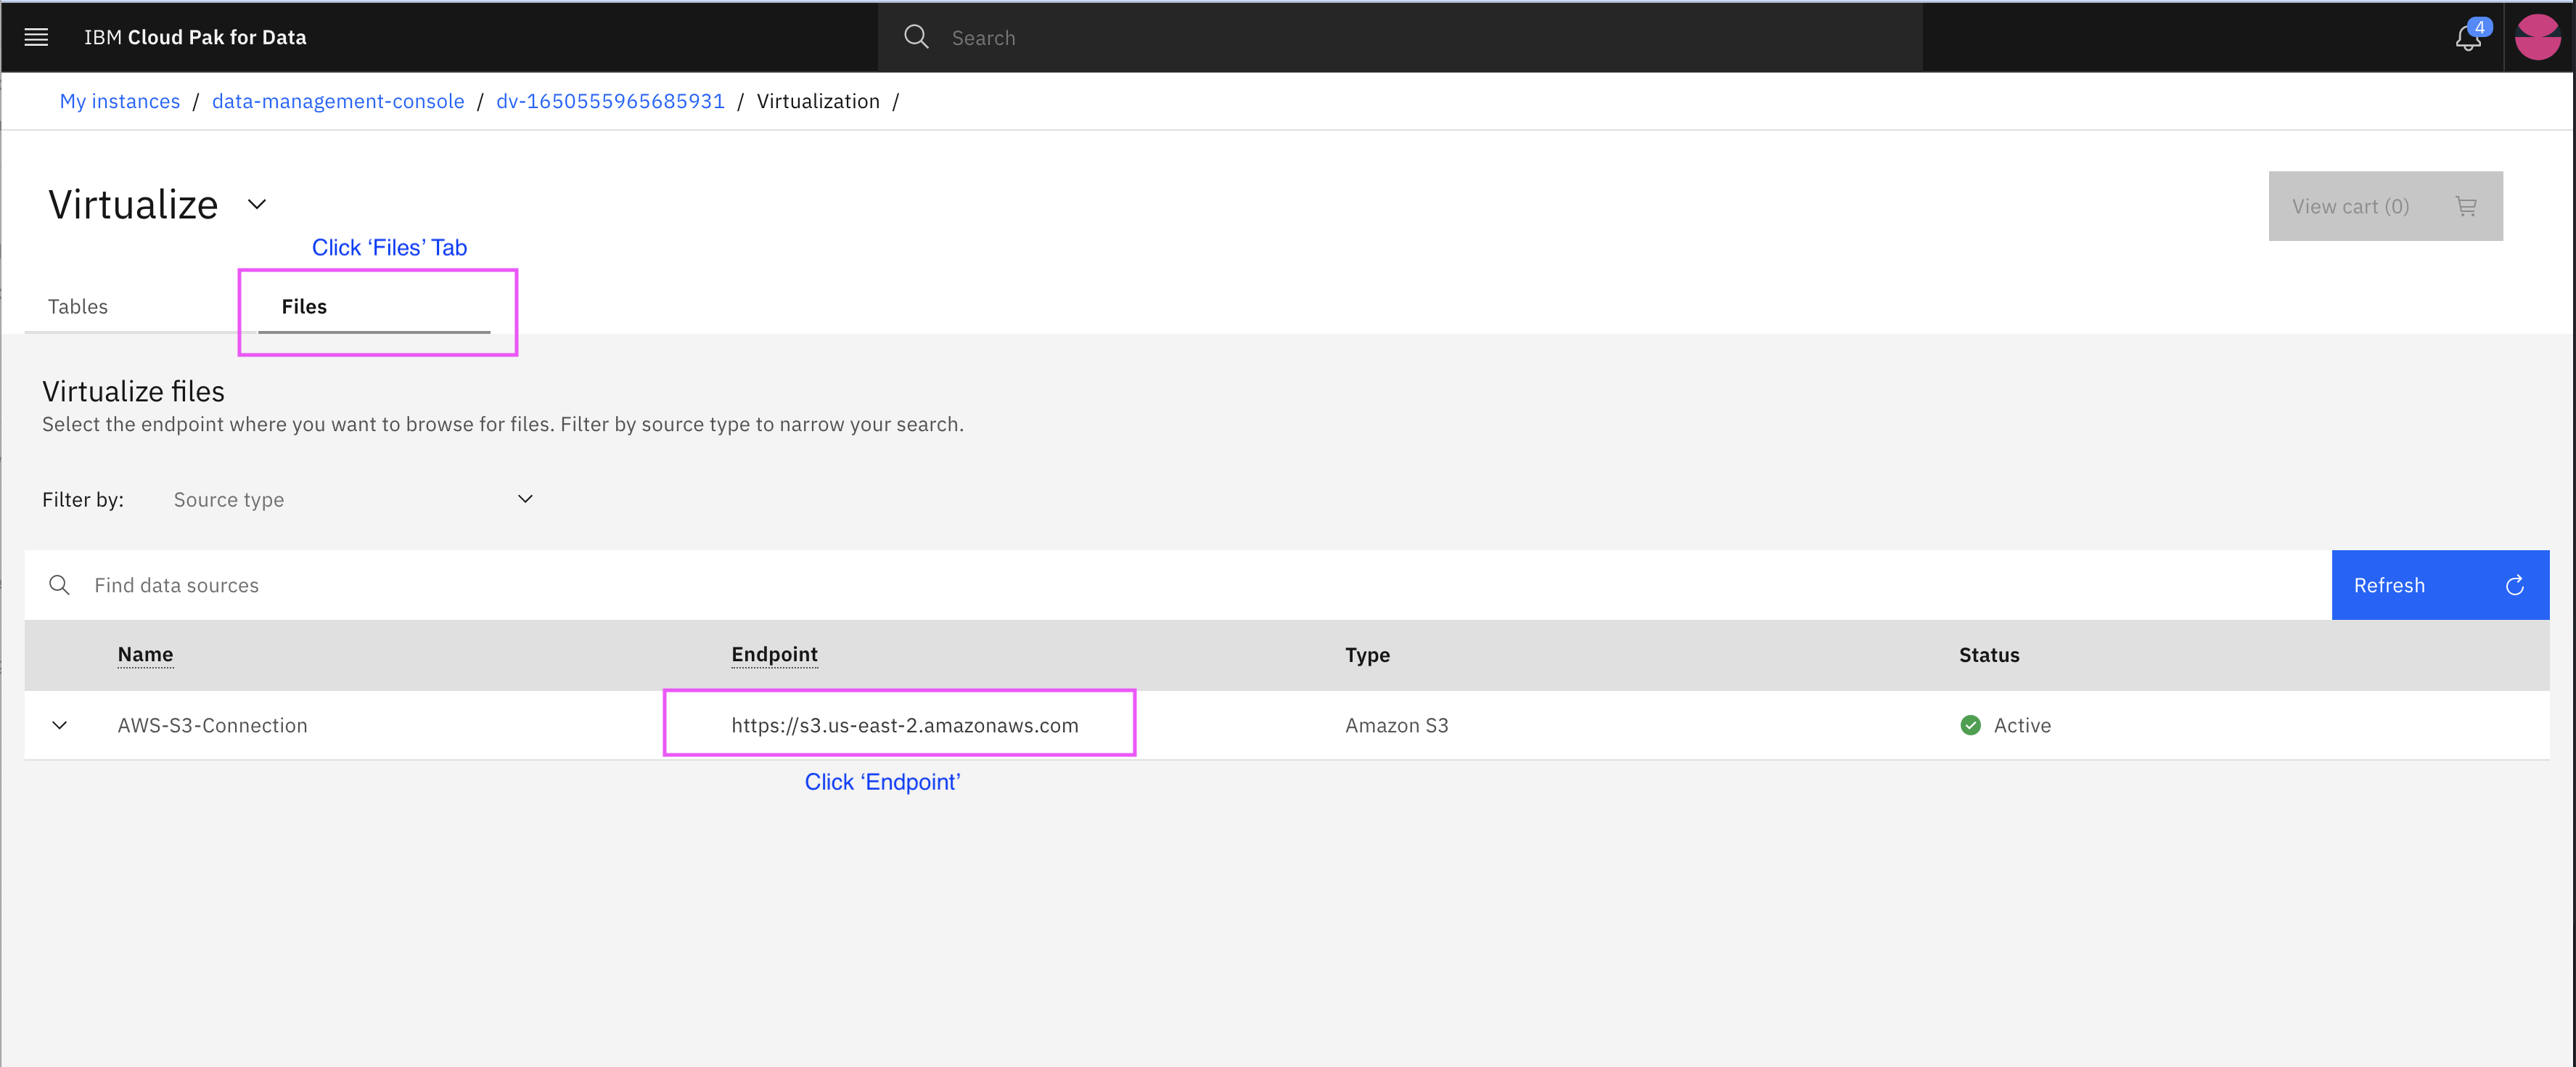 IBM Cloud Pak for Data
Search
4
My instances / data-management-console / dv-1650555965685931 / Virtualization /
Virtualize
View cart (0)
Click ‘Files’ Tab
Tables
Files
Virtualize files
Select the endpoint where you want to browse for files. Filter by source type to narrow your search.
Filter by: Source type
Find data sources
Refresh
Name Endpoint Type Status
AWS-S3-Connection https://s3.us-east-2.amazonaws.com Amazon S3 Active
Click ‘Endpoint’